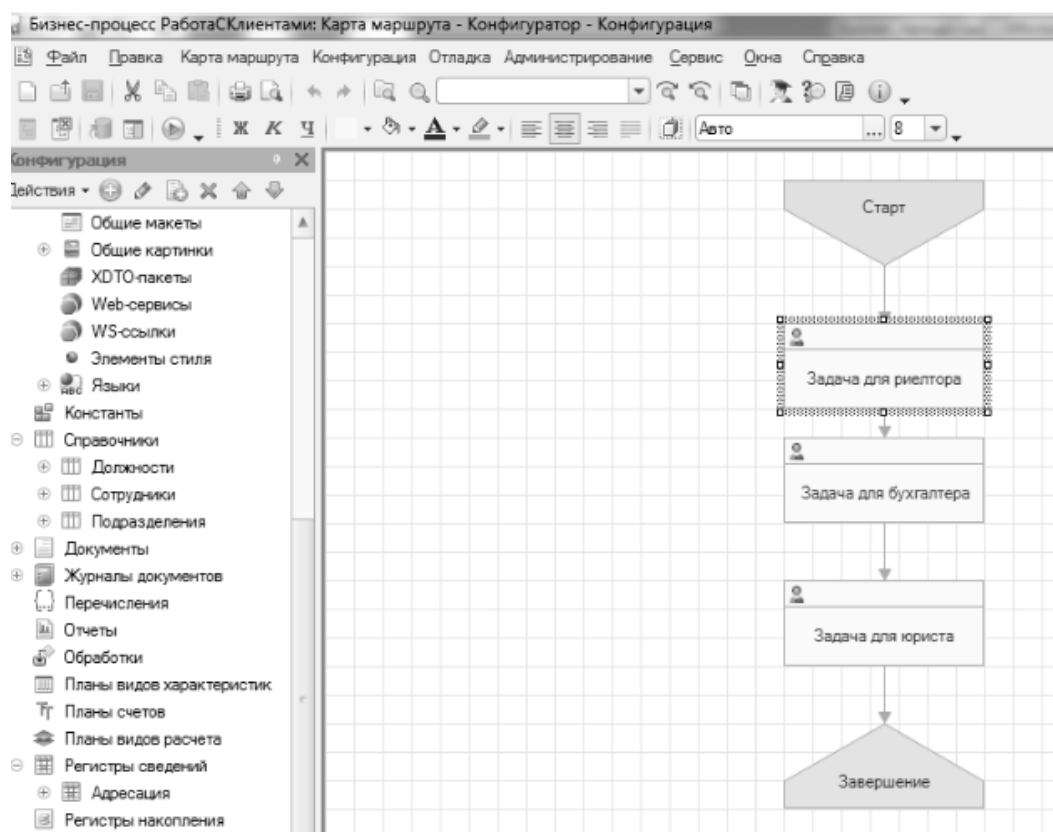 Бизнес-процесс РаботаСКлиентами: Карта маршрута - Конфигуратор - Конфигурация
Файл Правка Карта маршрута Конфигурация Отладка Администрирование Сервис Окна Справка
Ж К Ч А Авто ... 8
Конфигурация
Действия
Общие макеты
Общие картинки
XDTO-пакеты
Web-сервисы
WS-ссылки
Элементы стиля
Языки
Константы
Справочники
Должности
Сотрудники
Подразделения
Документы
Журналы документов
Перечисления
Отчеты
Обработки
Планы видов характеристик
Планы счетов
Планы видов расчета
Регистры сведений
Адресация
Регистры накопления
Старт
Задача для риелтора
Задача для бухгалтера
Задача для юриста
Завершение